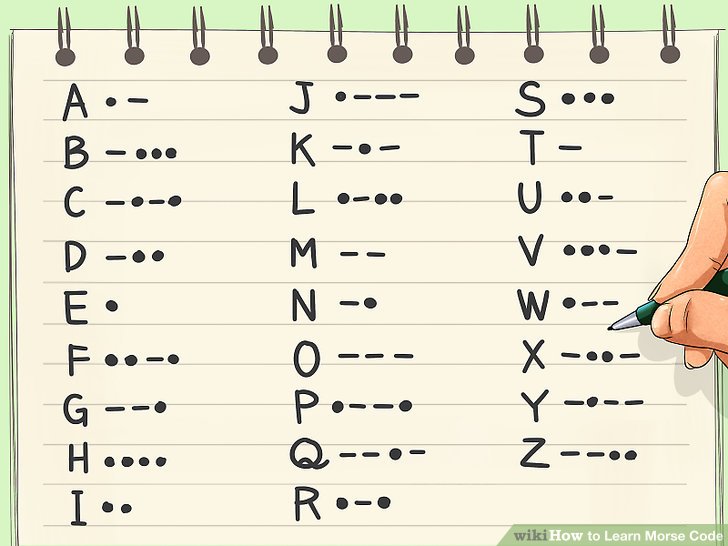 A •–
B –•••
C –•–•
D –••
E •
F ••–•
G ––•
H ••••
I ••
J •–––
K –•–
L •–••
M ––
N –•
O –––
P •––•
Q ––•–
R •–•
S •••
T –
U ••–
V •••–
W •––
X –••–
Y –•––
Z ––••
wikiHow to Learn Morse Code